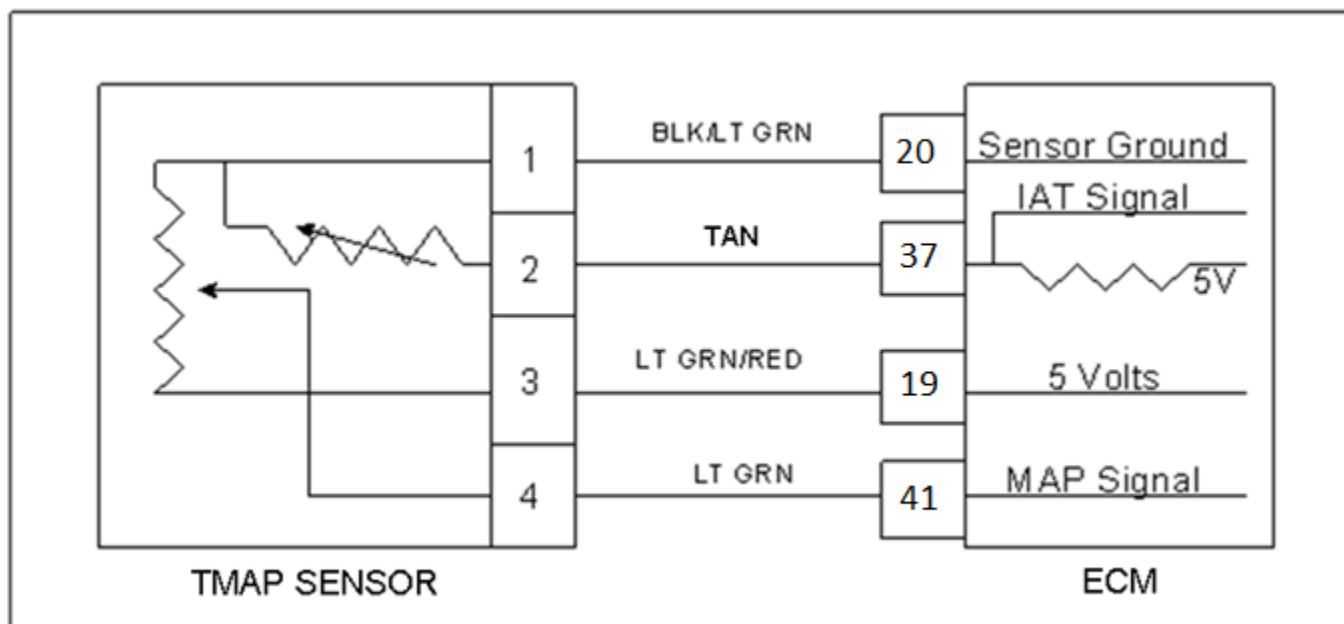 1 BLK/LT GRN 20 Sensor Ground
IAT Signal
2 TAN 37
5V
3 LT GRN/RED 19 5 Volts
4 LT GRN 41 MAP Signal
TMAP SENSOR ECM